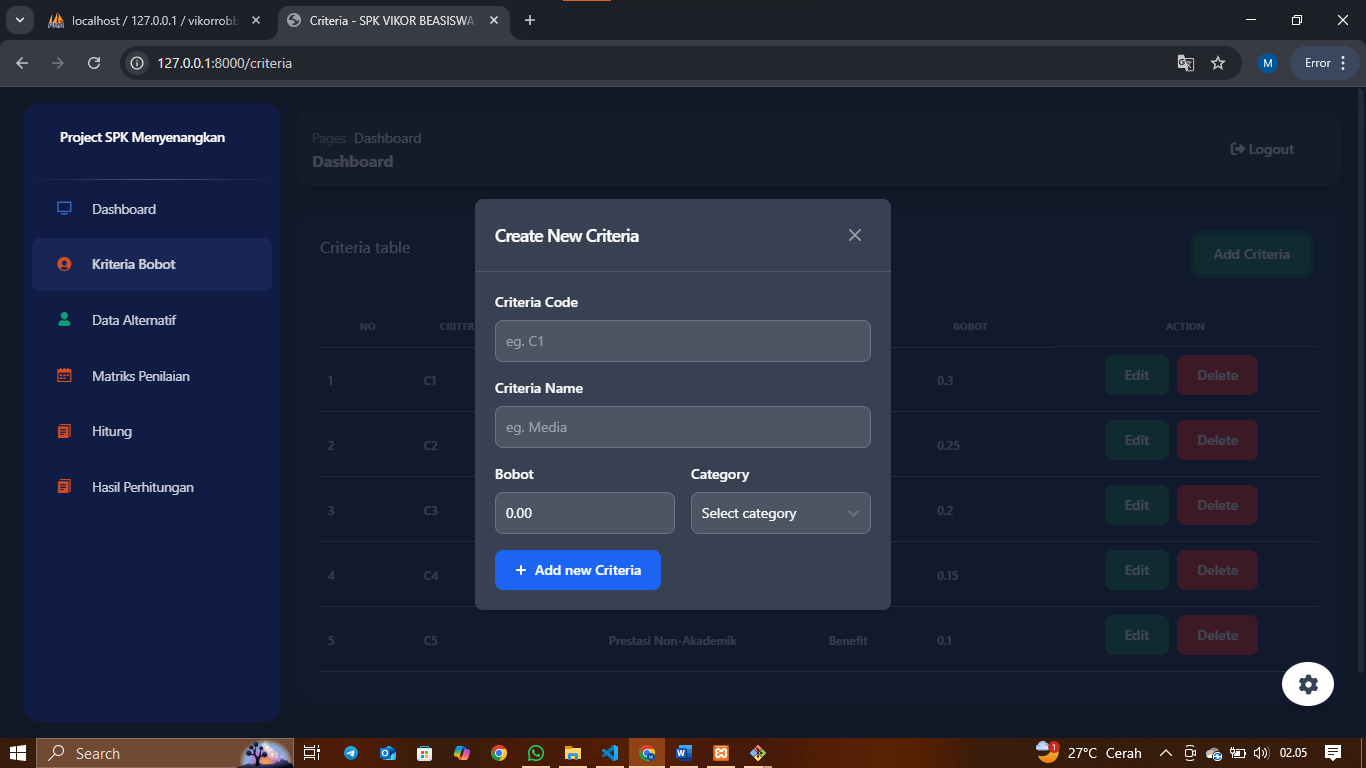 localhost / 127.0.0.1 / vikorrobb
Criteria - SPK VIKOR BEASISWA
127.0.0.1:8000/criteria
M
Error
Project SPK Menyenangkan
Dashboard
Kriteria Bobot
Data Alternatif
Matriks Penilaian
Hitung
Hasil Perhitungan
Pages Dashboard
Dashboard
Logout
Criteria table
Add Criteria
NO CRITER BOBOT ACTION
1 C1 0.3 Edit Delete
2 C2 0.25 Edit Delete
3 C3 0.2 Edit Delete
4 C4 0.15 Edit Delete
5 C5 Prestasi Non-Akademik Benefit 0.1 Edit Delete
Create New Criteria
Criteria Code
eg. C1
Criteria Name
eg. Media
Bobot Category
0.00 Select category
+ Add new Criteria
Search
1
27°C Cerah
02.05